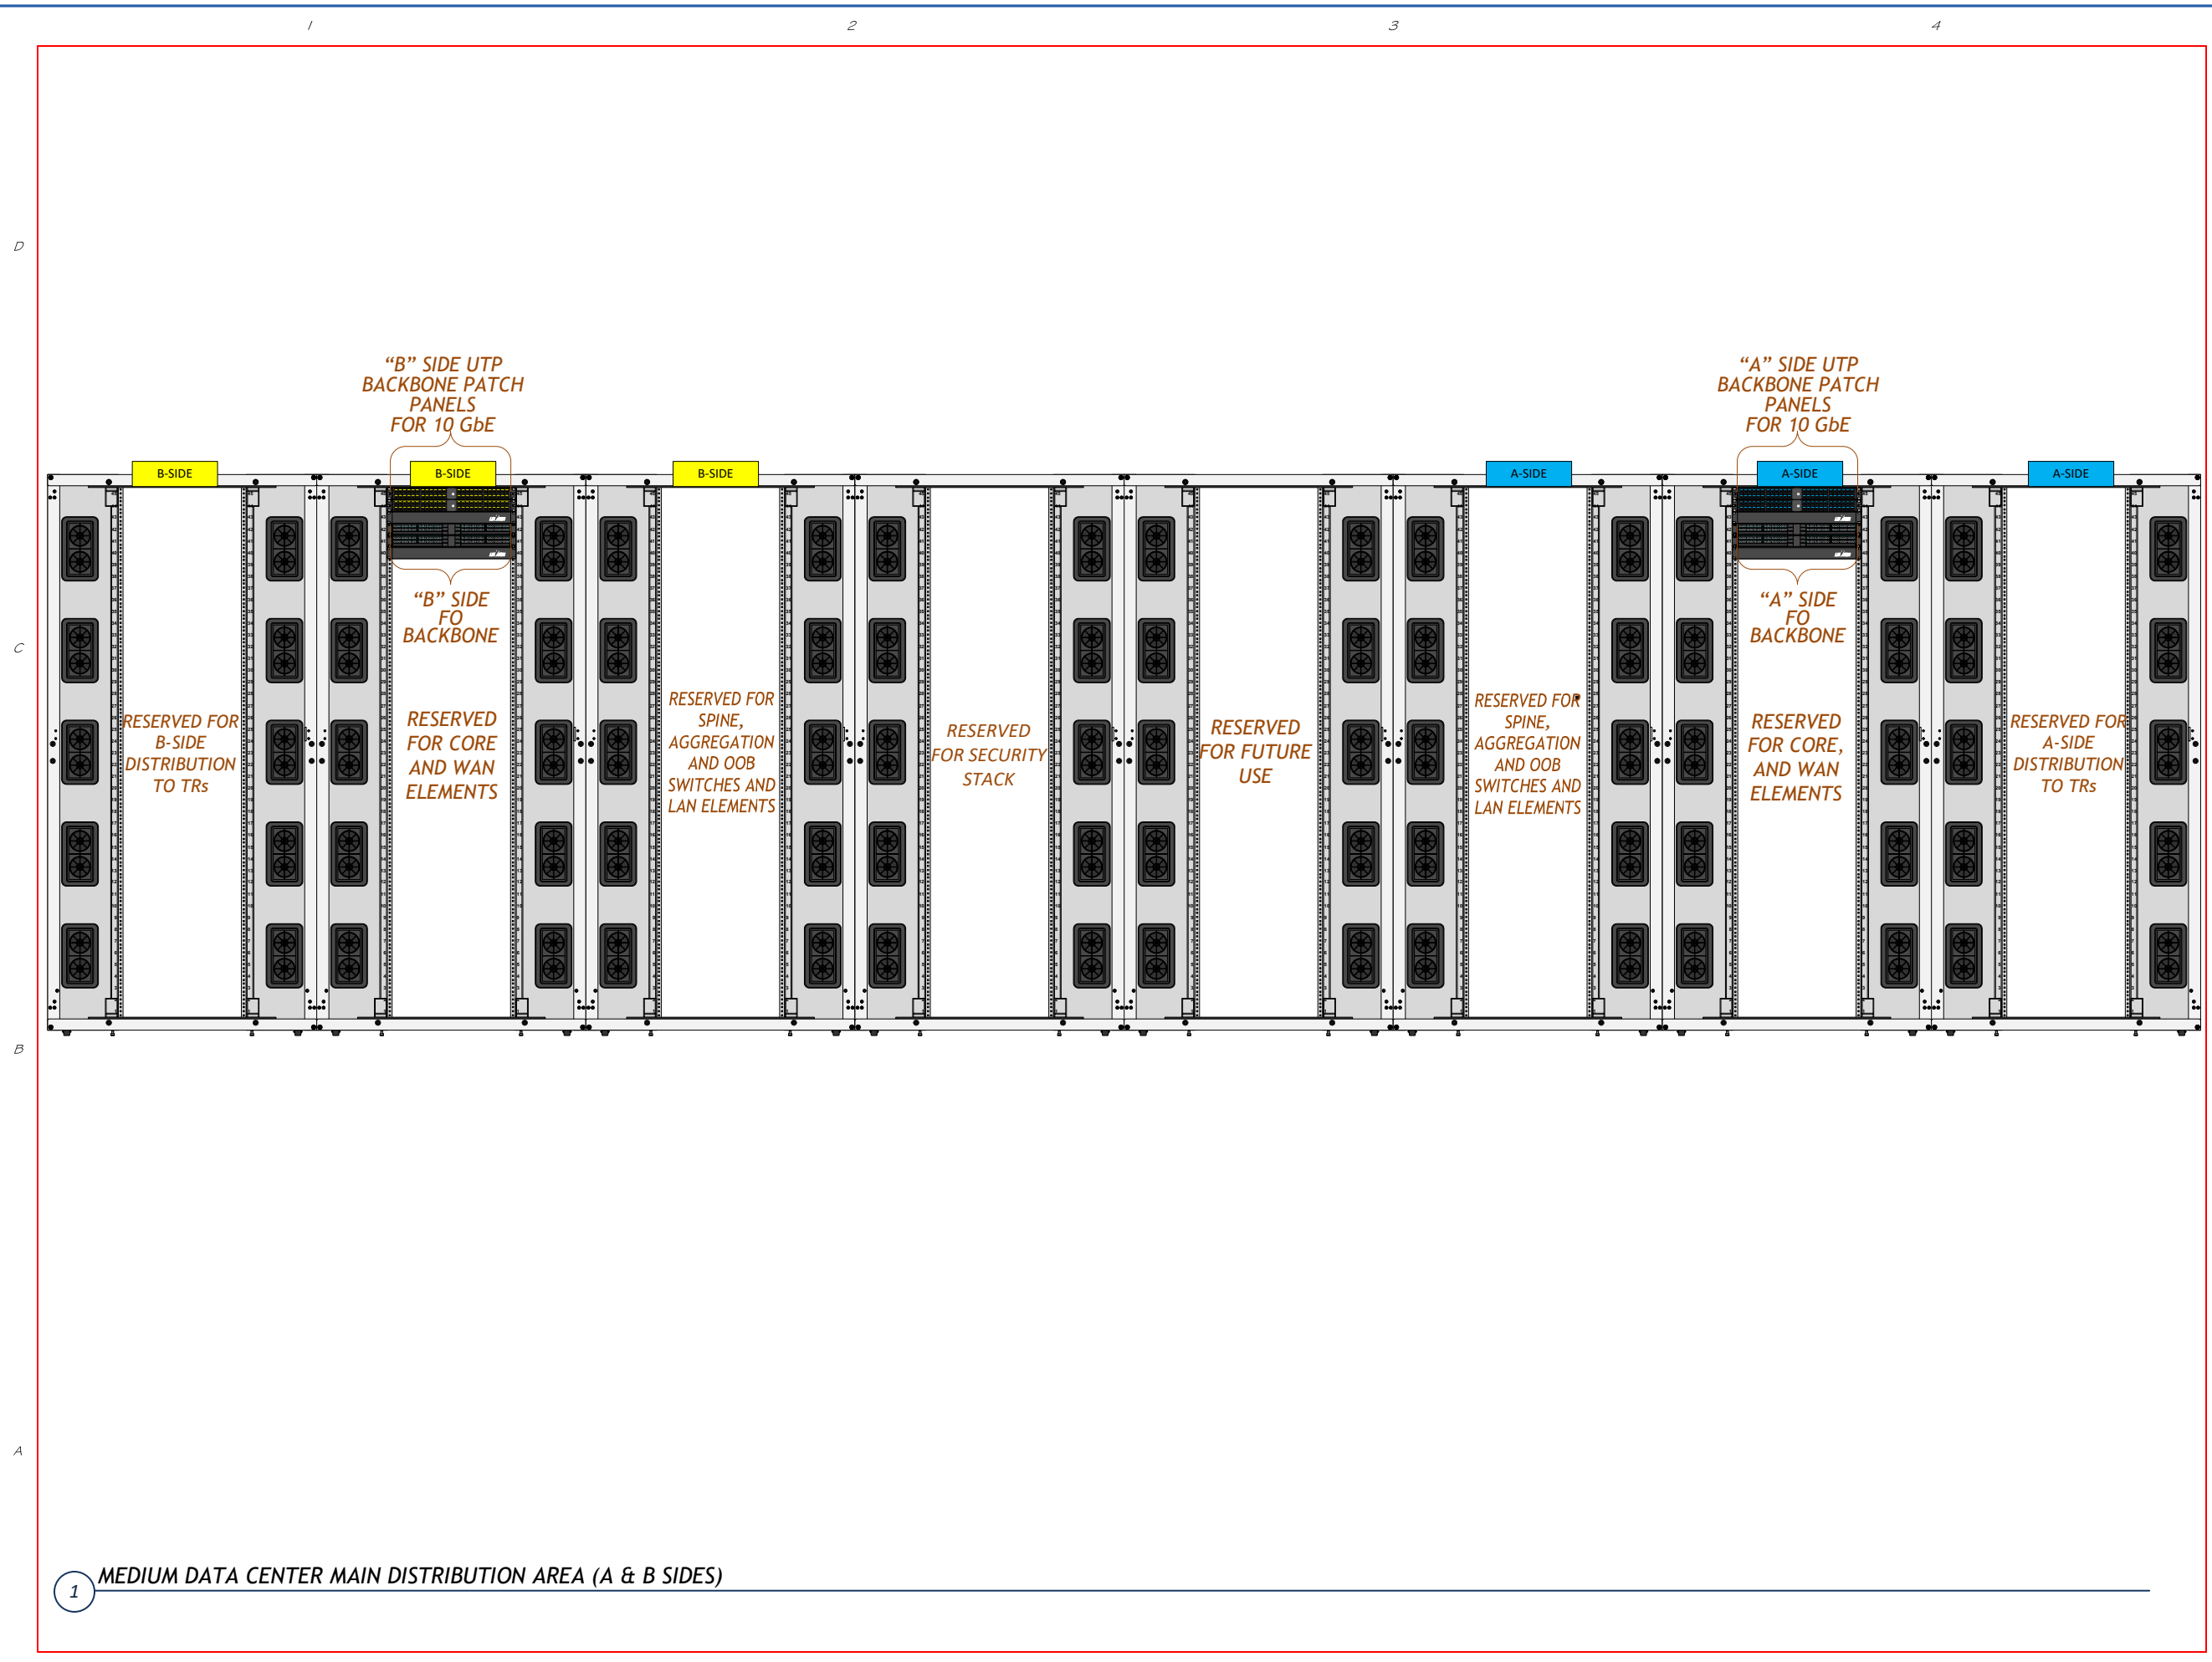 1
2
3
4
D
C
B
A
“B” SIDE UTP
BACKBONE PATCH
PANELS
FOR 10 GbE
“A” SIDE UTP
BACKBONE PATCH
PANELS
FOR 10 GbE
B-SIDE
B-SIDE
B-SIDE
A-SIDE
A-SIDE
A-SIDE
“B” SIDE
FO
BACKBONE
“A” SIDE
FO
BACKBONE
RESERVED FOR
B-SIDE
DISTRIBUTION
TO TRs
RESERVED
FOR CORE
AND WAN
ELEMENTS
RESERVED FOR
SPINE,
AGGREGATION
AND OOB
SWITCHES AND
LAN ELEMENTS
RESERVED
FOR SECURITY
STACK
RESERVED
FOR FUTURE
USE
RESERVED FOR
SPINE,
AGGREGATION
AND OOB
SWITCHES AND
LAN ELEMENTS
RESERVED
FOR CORE,
AND WAN
ELEMENTS
RESERVED FOR
A-SIDE
DISTRIBUTION
TO TRs
1
MEDIUM DATA CENTER MAIN DISTRIBUTION AREA (A & B SIDES)